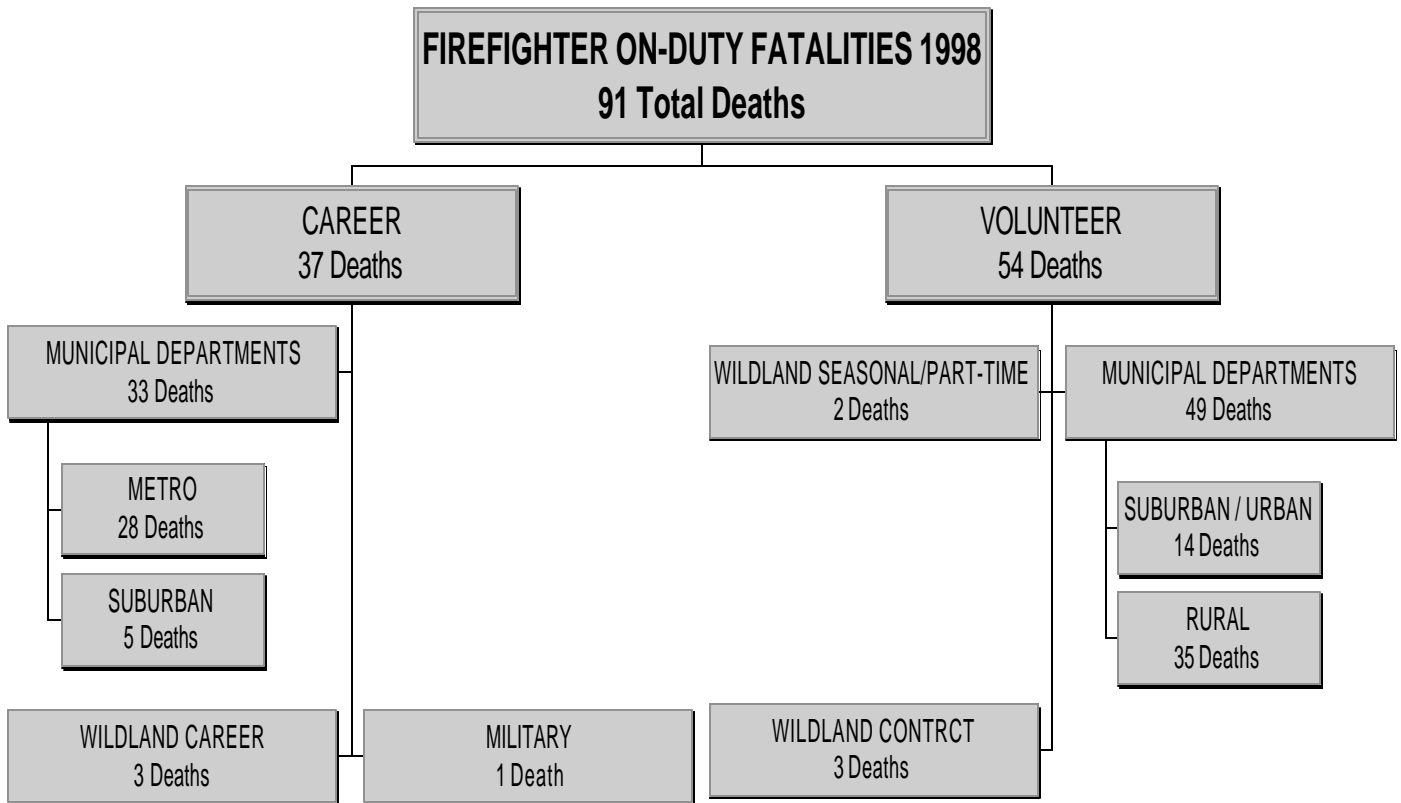 FIREFIGHTER ON-DUTY FATALITIES 1998
91 Total Deaths
CAREER
37 Deaths
VOLUNTEER
54 Deaths
MUNICIPAL DEPARTMENTS
33 Deaths
METRO
28 Deaths
SUBURBAN
5 Deaths
WILDLAND CAREER
3 Deaths
MILITARY
1 Death
WILDLAND SEASONAL/PART-TIME
2 Deaths
MUNICIPAL DEPARTMENTS
49 Deaths
SUBURBAN / URBAN
14 Deaths
RURAL
35 Deaths
WILDLAND CONTRCT
3 Deaths